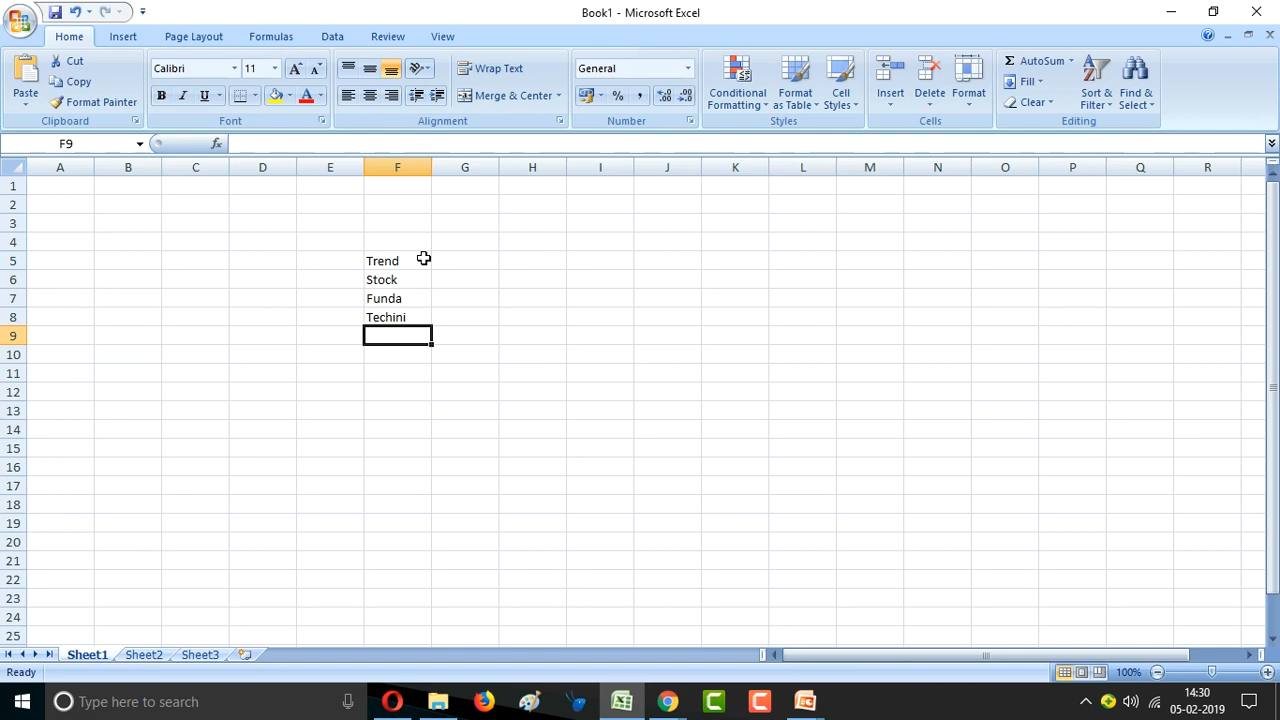 Book1 - Microsoft Excel
Home Insert Page Layout Formulas Data Review View
Paste Cut Copy Format Painter Clipboard
Calibri 11 B I U A A A Font
Wrap Text Merge & Center Alignment
General % , Number
Conditional Formatting Format as Table Cell Styles Styles
Insert Delete Format Cells
Σ AutoSum Fill Clear Sort & Filter Find & Select Editing
F9 fx
A B C D E F G H I J K L M N O P Q R
1
2
3
4
5 Trend
6 Stock
7 Funda
8 Techini
9
10
11
12
13
14
15
16
17
18
19
20
21
22
23
24
25
Sheet1 Sheet2 Sheet3
Ready 100%
Type here to search 14:30
05-02-2019